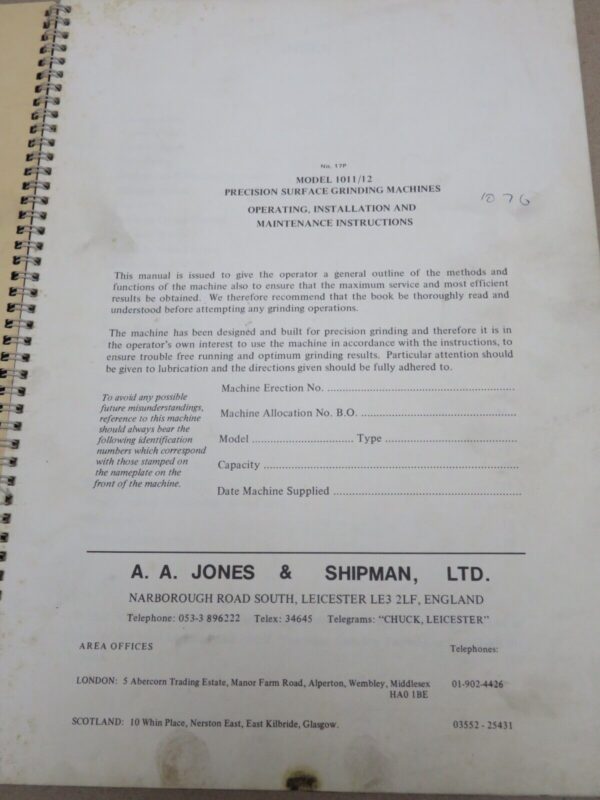 No. 17P
MODEL 1011/12
PRECISION SURFACE GRINDING MACHINES
OPERATING, INSTALLATION AND
MAINTENANCE INSTRUCTIONS
1076
This manual is issued to give the operator a general outline of the methods and
functions of the machine also to ensure that the maximum service and most efficient
results be obtained. We therefore recommend that the book be thoroughly read and
understood before attempting any grinding operations.
The machine has been designed and built for precision grinding and therefore it is in
the operator's own interest to use the machine in accordance with the instructions, to
ensure trouble free running and optimum grinding results. Particular attention should
be given to lubrication and the directions given should be fully adhered to.
To avoid any possible
future misunderstandings,
reference to this machine
should always bear the
following identification
numbers which correspond
with those stamped on
the nameplate on the
front of the machine.
Machine Erection No. ................................................
Machine Allocation No. B.O. ........................................
Model .......................... Type ..................................
Capacity ..................................................................
Date Machine Supplied ................................................
A. A. JONES & SHIPMAN, LTD.
NARBOROUGH ROAD SOUTH, LEICESTER LE3 2LF, ENGLAND
Telephone: 053-3 896222 Telex: 34645 Telegrams: "CHUCK, LEICESTER"
AREA OFFICES Telephones:
LONDON: 5 Abercorn Trading Estate, Manor Farm Road, Alperton, Wembley, Middlesex 01-902-4426
HA0 1BE
SCOTLAND: 10 Whin Place, Nerston East, East Kilbride, Glasgow. 03552 - 25431